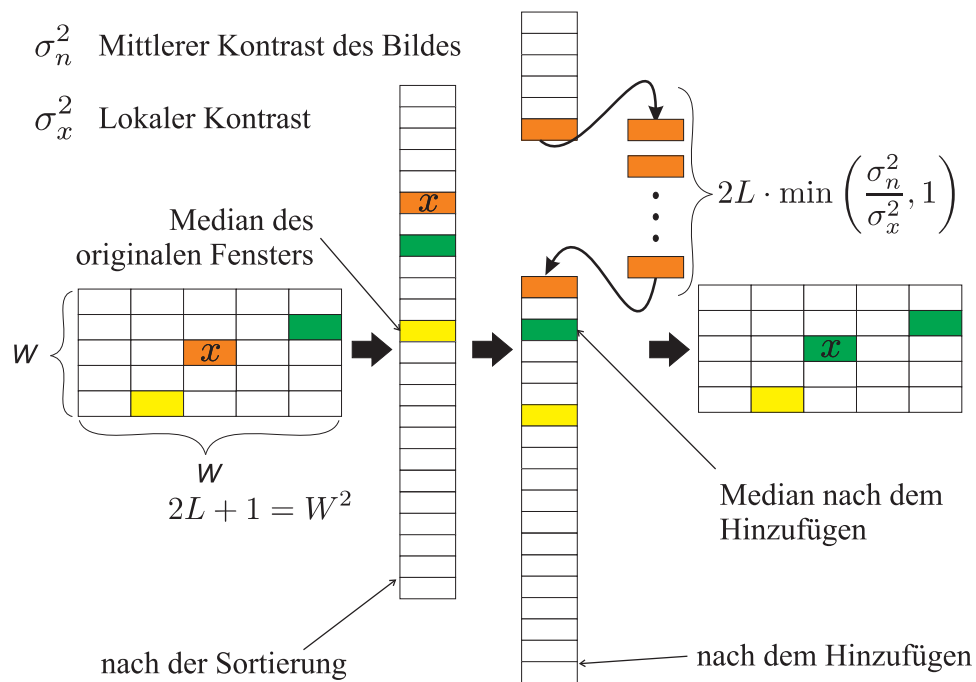 σ_n^2 Mittlerer Kontrast des Bildes
σ_x^2 Lokaler Kontrast
Median des
originalen Fensters
x
W
x
W
2L + 1 = W^2
nach der Sortierung
2L · min (σ_n^2/σ_x^2, 1)
x
Median nach dem
Hinzufügen
nach dem Hinzufügen